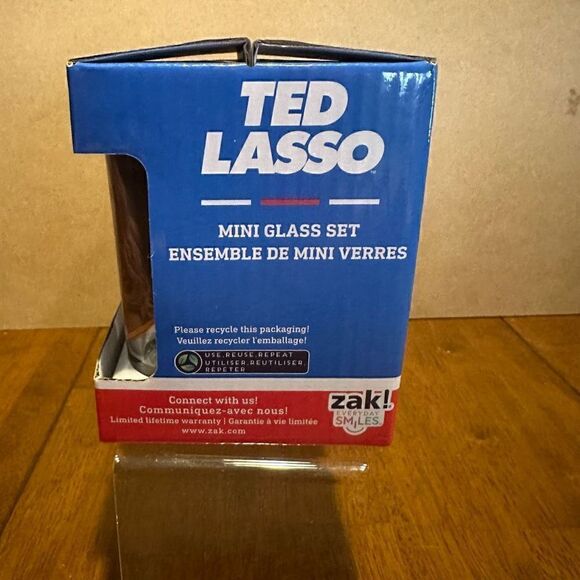 TED
LASSO
MINI GLASS SET
ENSEMBLE DE MINI VERRES
Please recycle this packaging!
Veuillez recycler l'emballage!
USE.REUSE.REPEAT
UTILISER.RÉUTILISER.
RÉPÉTER
Connect with us!
Communiquez-avec nous!
Limited lifetime warranty | Garantie à vie limitée
www.zak.com
zak!
EVERYDAY
SMILES